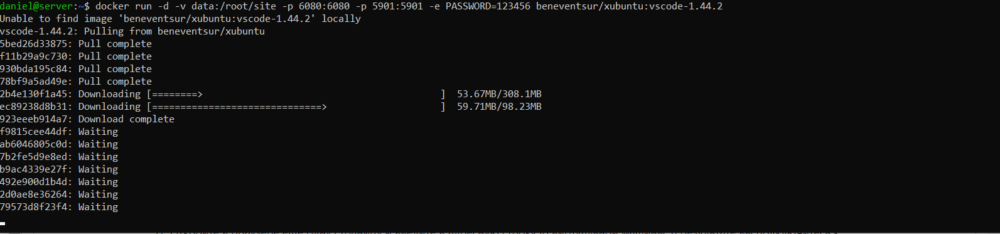 daniel@server:~$ docker run -d -v data:/root/site -p 6080:6080 -p 5901:5901 -e PASSWORD=123456 beneventsur/xubuntu:vscode-1.44.2
Unable to find image 'beneventsur/xubuntu:vscode-1.44.2' locally
vscode-1.44.2: Pulling from beneventsur/xubuntu
5bed26d33875: Pull complete
f11b29a9c730: Pull complete
930bda195c84: Pull complete
78bf9a5ad49e: Pull complete
2b4e130f1a45: Downloading [========>                                          ]  53.67MB/308.1MB
ec89238d8b31: Downloading [==============================>                    ]  59.71MB/98.23MB
923eeeb914a7: Download complete
f9815cee44df: Waiting
ab6046805c0d: Waiting
7b2fe5d9e8ed: Waiting
b9ac4339e27f: Waiting
492e900d1b4d: Waiting
2d0ae8e36264: Waiting
79573d8f23f4: Waiting